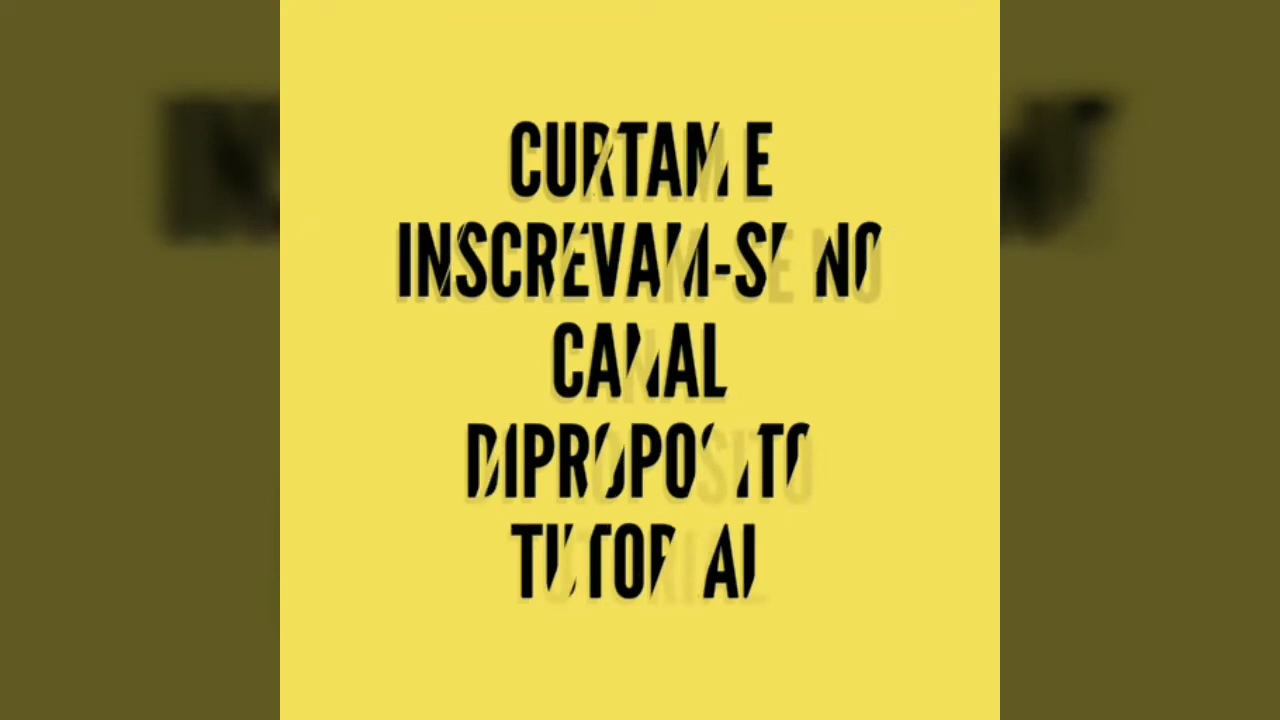 CURTAM E
INSCREVAM-SE NO
CANAL
DIPROPOSITO
TUTORIAL